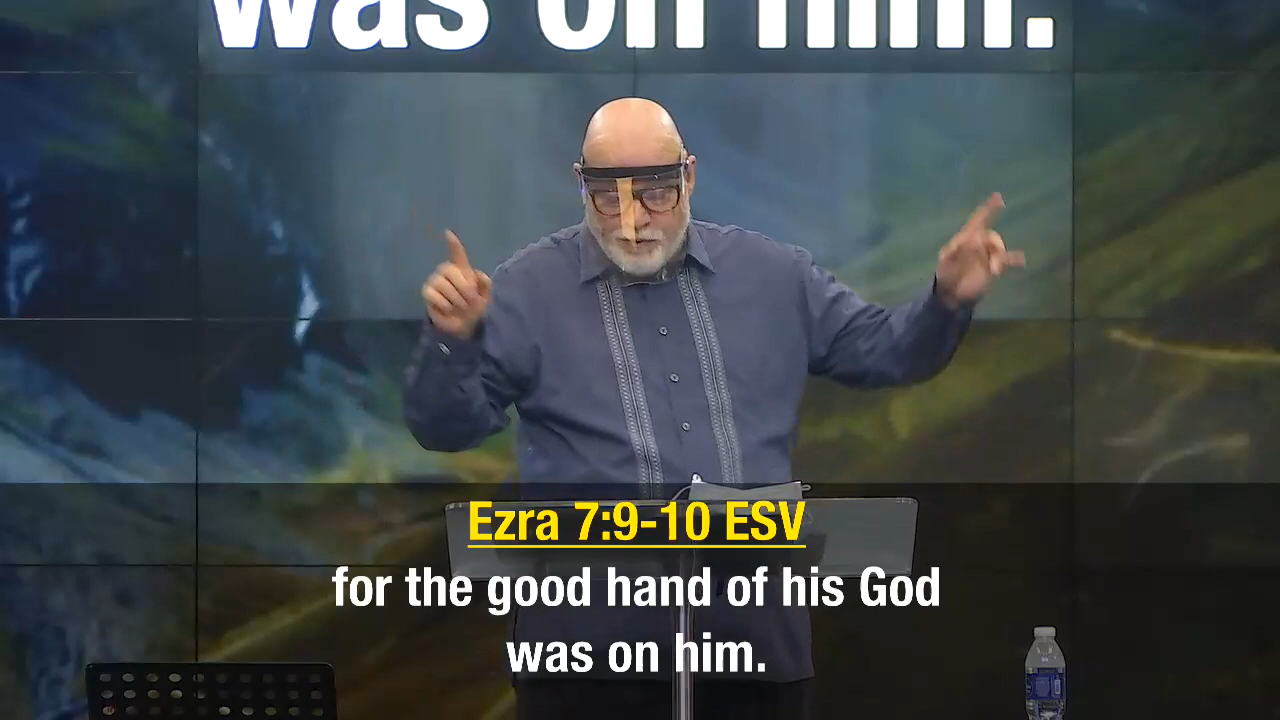 was on him.
Ezra 7:9-10 ESV
for the good hand of his God
was on him.